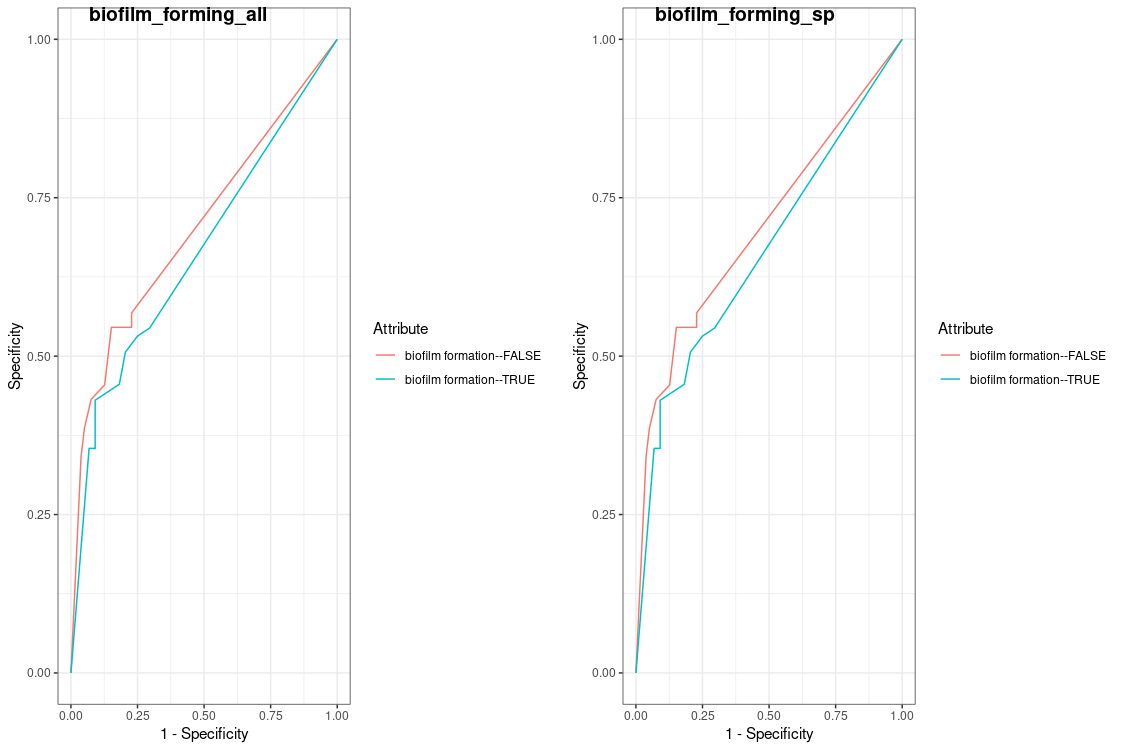 biofilm_forming_all
1.00
0.75
0.50
0.25
0.00
Specificity
0.00 0.25 0.50 0.75 1.00
1 - Specificity
Attribute
biofilm formation--FALSE
biofilm formation--TRUE
biofilm_forming_sp
1.00
0.75
0.50
0.25
0.00
Specificity
0.00 0.25 0.50 0.75 1.00
1 - Specificity
Attribute
biofilm formation--FALSE
biofilm formation--TRUE